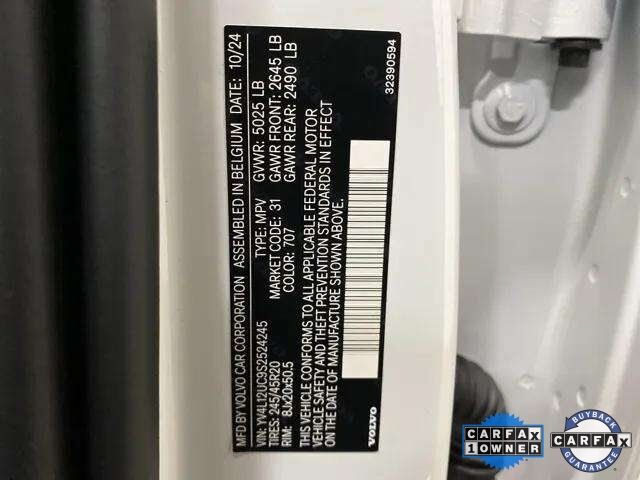 MFD BY VOLVO CAR CORPORATION ASSEMBLED IN BELGIUM DATE: 10/24
VIN: YV4L12UC9S2524245 TYPE: MPV GVWR: 5025 LB
TIRES: 245/45R20 MARKET CODE: 31 GAWR FRONT: 2645 LB
RIM: 8Jx20x50.5 COLOR: 707 GAWR REAR: 2490 LB
THIS VEHICLE CONFORMS TO ALL APPLICABLE FEDERAL MOTOR
VEHICLE SAFETY AND THEFT PREVENTION STANDARDS IN EFFECT
ON THE DATE OF MANUFACTURE SHOWN ABOVE.
VOLVO
32390594
CARFAX
1 OWNER
BUYBACK
CARFAX
GUARANTEE